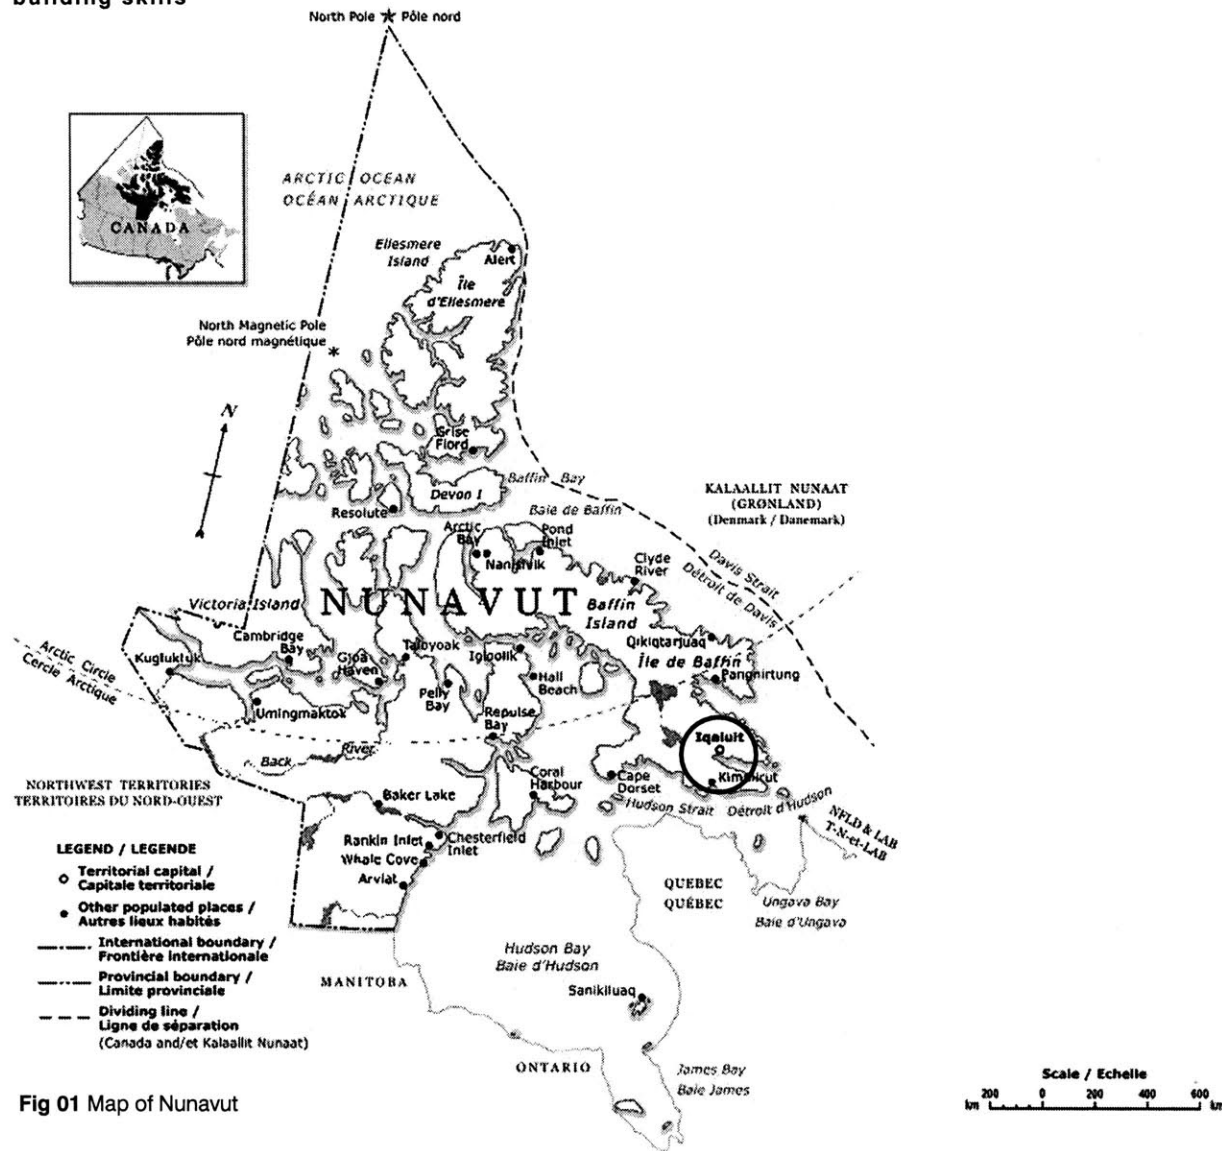 building skills
North Pole
Pôle nord
ARCTIC OCEAN
OCÉAN ARCTIQUE
CANADA
Ellesmere
Island
Alert
Île
d'Ellesmere
North Magnetic Pole
Pôle nord magnétique
N
Grise
Fiord
Devon I
Baffin Bay
Baie de Baffin
KALAALLIT NUNAAT
(GRØNLAND)
(Denmark / Danemark)
Resolute
Arctic
Bay
Nanisivik
Pond
Inlet
Clyde
River
Davis Strait
Détroit de Davis
Victoria Island
NUNAVUT
Baffin
Island
Qikiqtarjuaq
Île de Baffin
Pangnirtung
Cambridge
Bay
Kugluktuk
Arctic Circle
Cercle Arctique
Gjoa
Haven
Taloyoak
Igloolik
Hall
Beach
Pelly
Bay
Umingmaktok
Repulse
Bay
Iqaluit
Kimmirut
Back River
NORTHWEST TERRITORIES
TERRITOIRES DU NORD-OUEST
Coral
Harbour
Cape
Dorset
Hudson Strait
Détroit d'Hudson
NFLD & LAB
T-N-et-LAB
Baker Lake
Rankin Inlet
Chesterfield
Inlet
Whale Cove
Arviat
QUEBEC
QUÉBEC
Ungava Bay
Baie d'Ungava
LEGEND / LEGENDE
Territorial capital /
Capitale territoriale
Other populated places /
Autres lieux habités
International boundary /
Frontière internationale
Provincial boundary /
Limite provinciale
Dividing line /
Ligne de séparation
(Canada and/et Kalaallit Nunaat)
MANITOBA
Hudson Bay
Baie d'Hudson
Sanikiluaq
ONTARIO
James Bay
Baie James
Scale / Echelle
km 200 0 200 400 600 km
Fig 01 Map of Nunavut